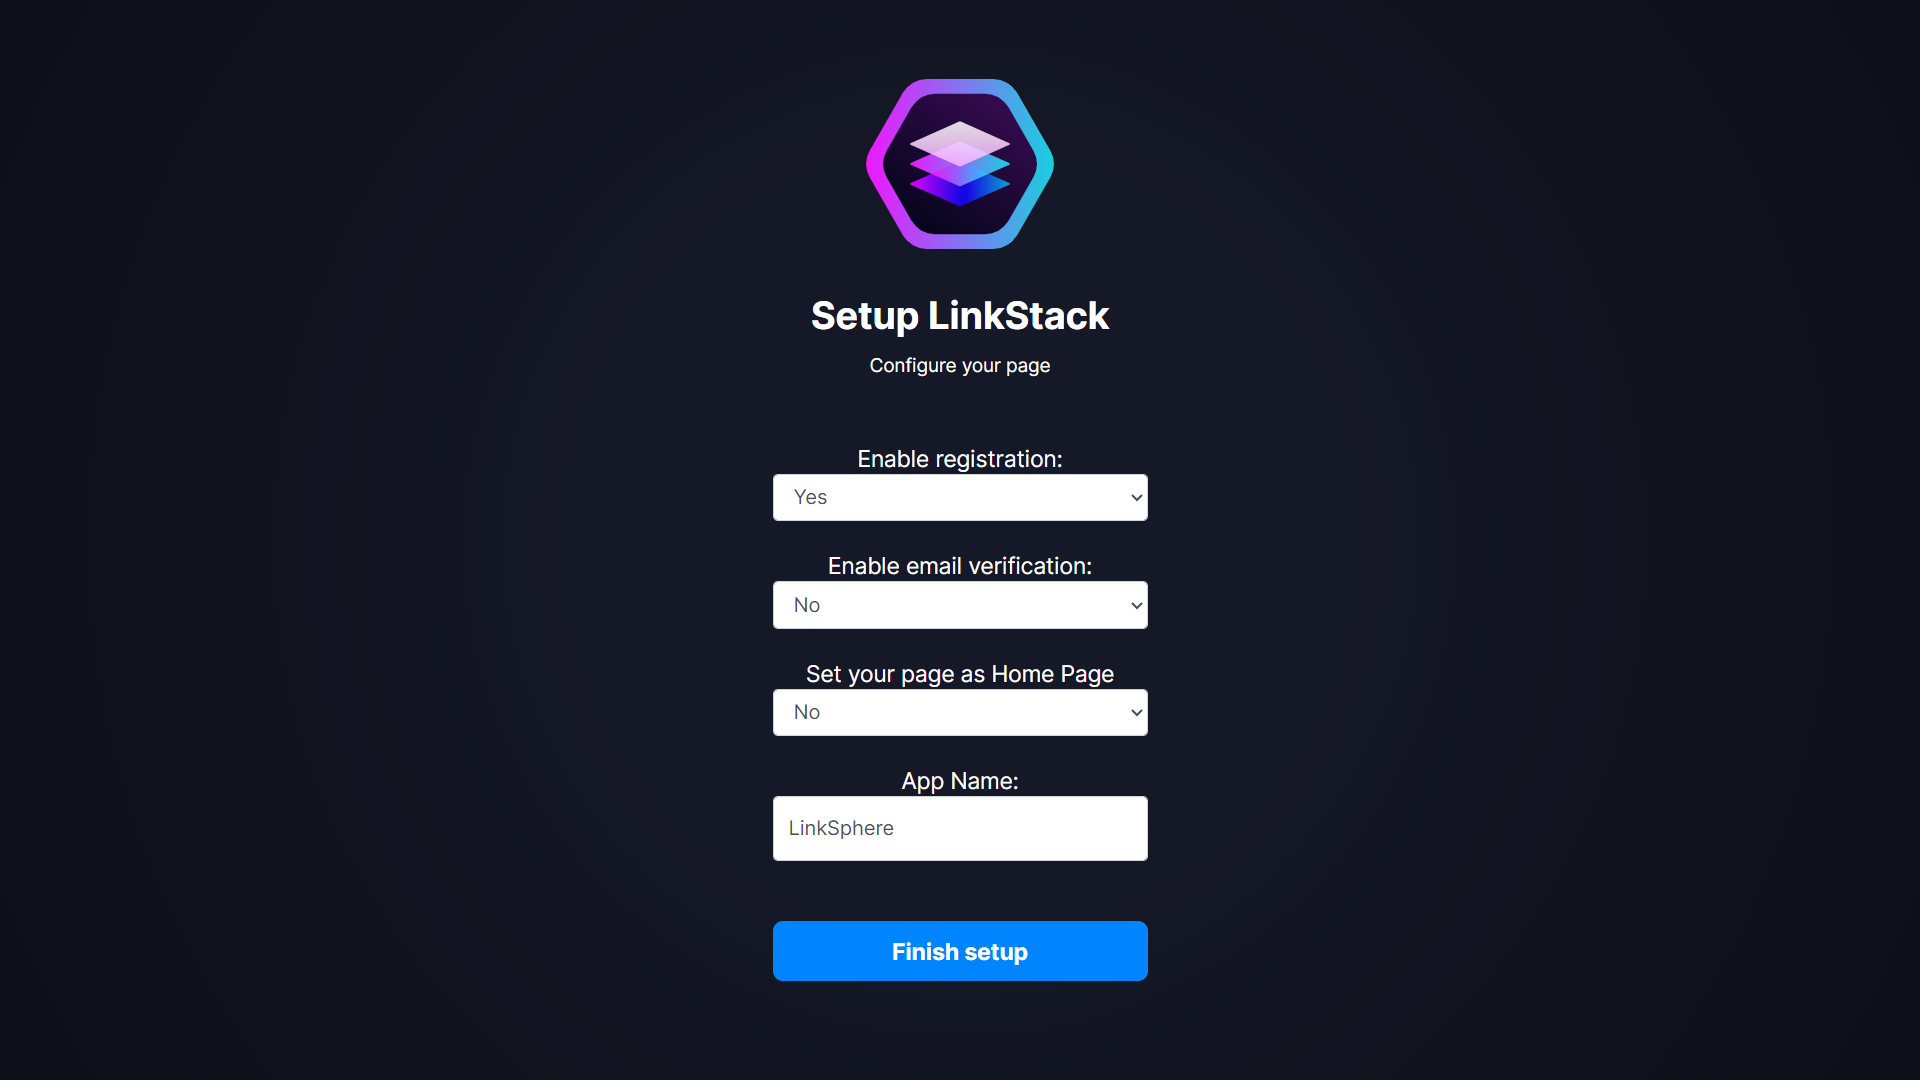 Setup LinkStack
Configure your page
Enable registration:
Yes
Enable email verification:
No
Set your page as Home Page
No
App Name:
LinkSphere
Finish setup